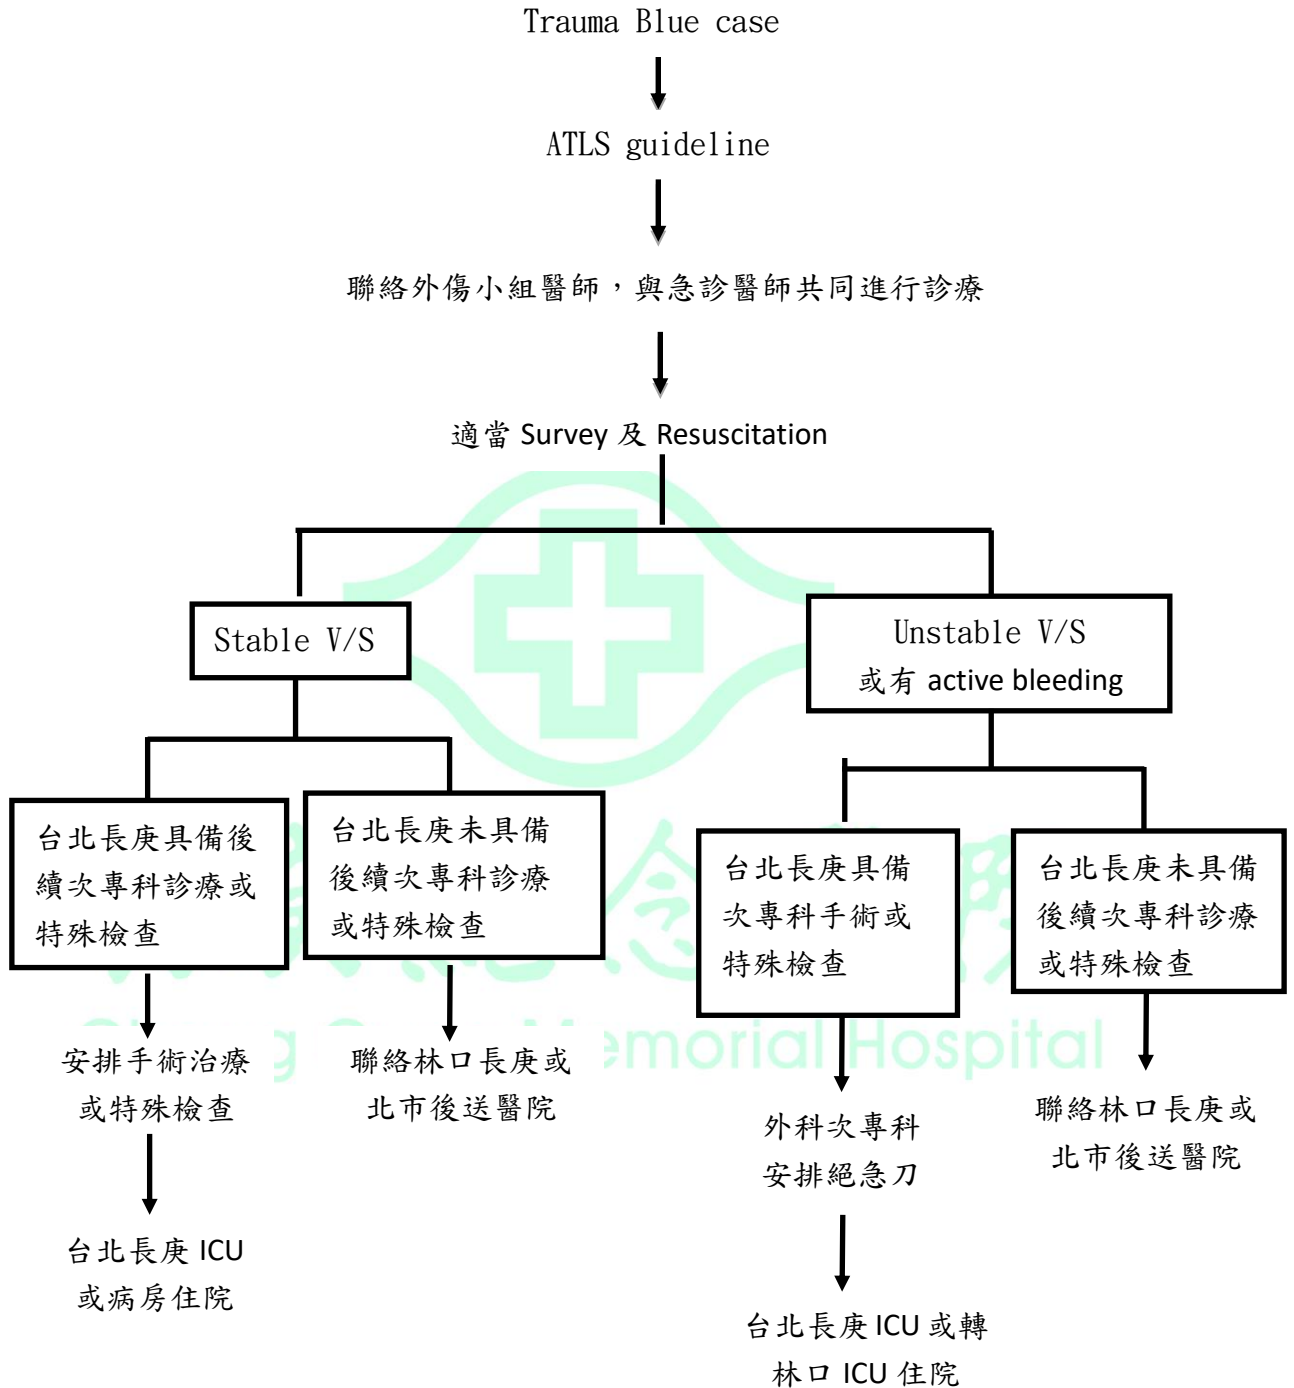 Trauma Blue case
ATLS guideline
聯絡外傷小組醫師，與急診醫師共同進行診療
適當 Survey 及 Resuscitation
Stable V/S
Unstable V/S
或有 active bleeding
台北長庚具備後
續次專科診療或
特殊檢查
台北長庚未具備
後續次專科診療
或特殊檢查
台北長庚具備
次專科手術或
特殊檢查
台北長庚未具備
後續次專科診療
或特殊檢查
安排手術治療
或特殊檢查
聯絡林口長庚或
北市後送醫院
外科次專科
安排絕急刀
聯絡林口長庚或
北市後送醫院
台北長庚 ICU
或病房住院
台北長庚 ICU 或轉
林口 ICU 住院
emorial Hospital